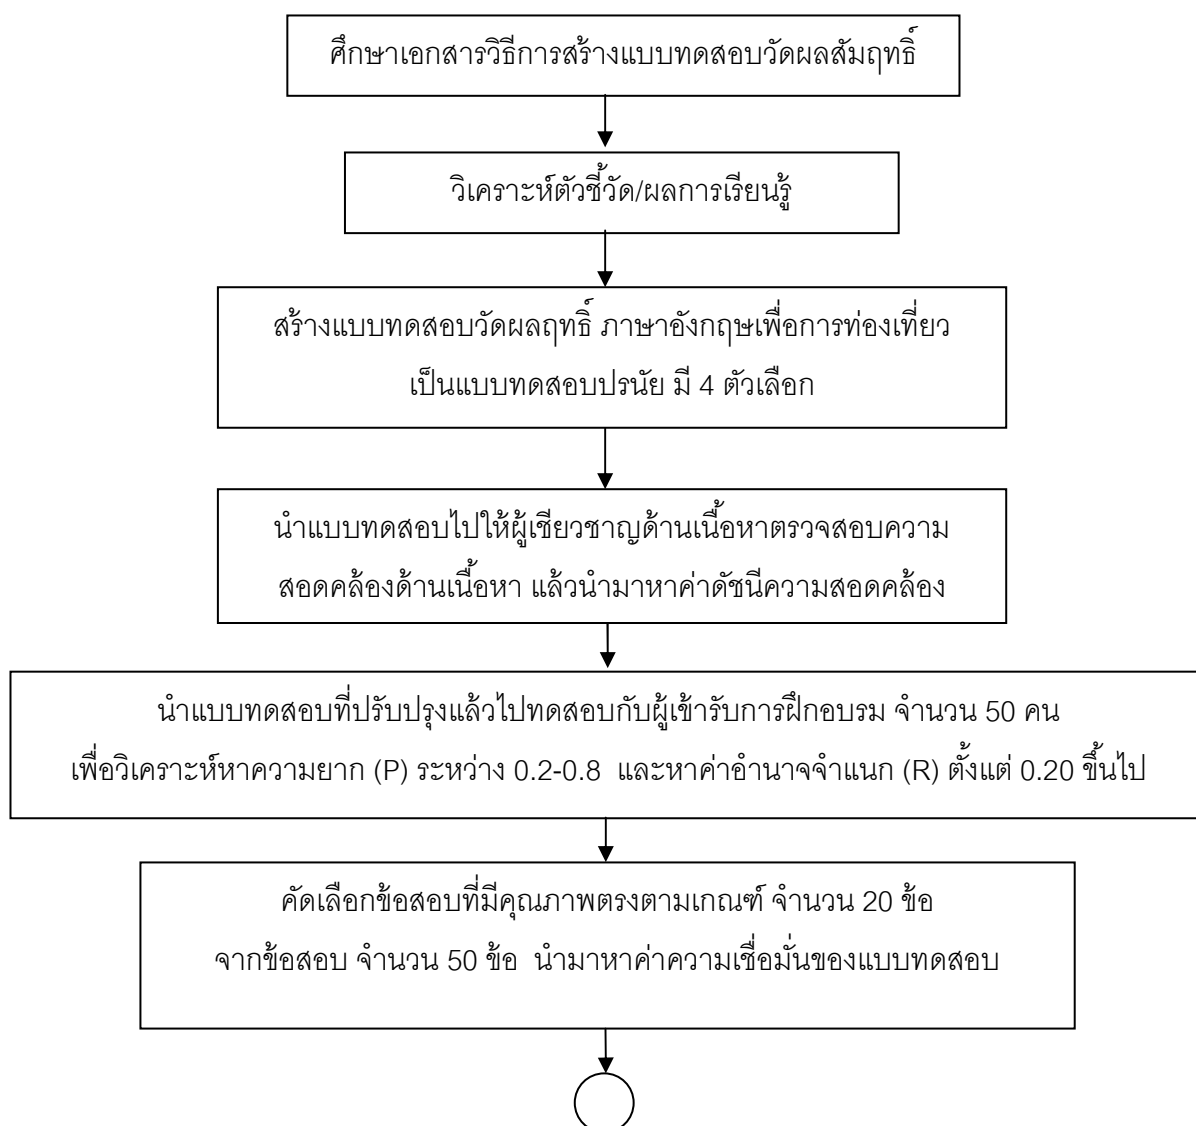 ศึกษาเอกสารวิธีการสร้างแบบทดสอบวัดผลสัมฤทธิ์
วิเคราะห์ตัวชี้วัด/ผลการเรียนรู้
สร้างแบบทดสอบวัดผลฤทธิ์ ภาษาอังกฤษเพื่อการท่องเที่ยว
เป็นแบบทดสอบปรนัย มี 4 ตัวเลือก
นำแบบทดสอบไปให้ผู้เชียวชาญด้านเนื้อหาตรวจสอบความ
สอดคล้องด้านเนื้อหา แล้วนำมาหาค่าดัชนีความสอดคล้อง
นำแบบทดสอบที่ปรับปรุงแล้วไปทดสอบกับผู้เข้ารับการฝึกอบรม จำนวน 50 คน
เพื่อวิเคราะห์หาความยาก (P) ระหว่าง 0.2-0.8 และหาค่าอำนาจจำแนก (R) ตั้งแต่ 0.20 ขึ้นไป
คัดเลือกข้อสอบที่มีคุณภาพตรงตามเกณฑ์ จำนวน 20 ข้อ
จากข้อสอบ จำนวน 50 ข้อ นำมาหาค่าความเชื่อมั่นของแบบทดสอบ